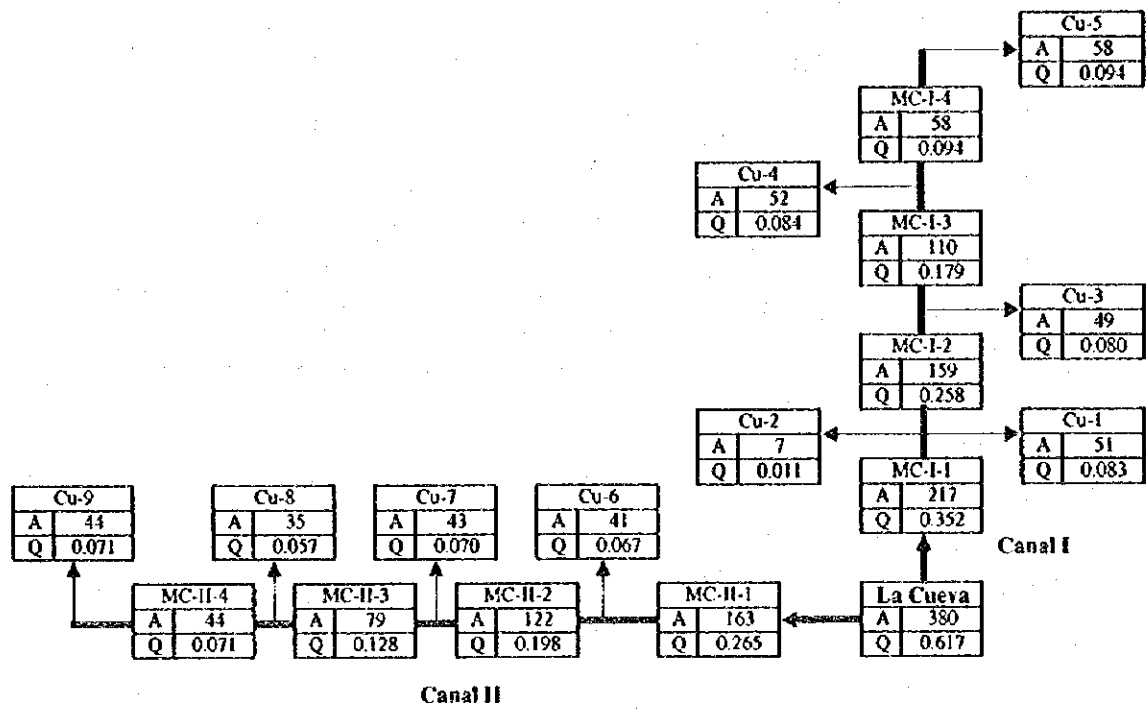 Cu-5
A 58
Q 0.094
MC-I-4
A 58
Q 0.094
Cu-4
A 52
Q 0.084
MC-I-3
A 110
Q 0.179
Cu-3
A 49
Q 0.080
MC-I-2
A 159
Q 0.258
Cu-2
A 7
Q 0.011
Cu-1
A 51
Q 0.083
MC-I-1
A 217
Q 0.352
Canal I
Cu-9
A 44
Q 0.071
Cu-8
A 35
Q 0.057
Cu-7
A 43
Q 0.070
Cu-6
A 41
Q 0.067
MC-II-4
A 44
Q 0.071
MC-II-3
A 79
Q 0.128
MC-II-2
A 122
Q 0.198
MC-II-1
A 163
Q 0.265
La Cueva
A 380
Q 0.617
Canal II